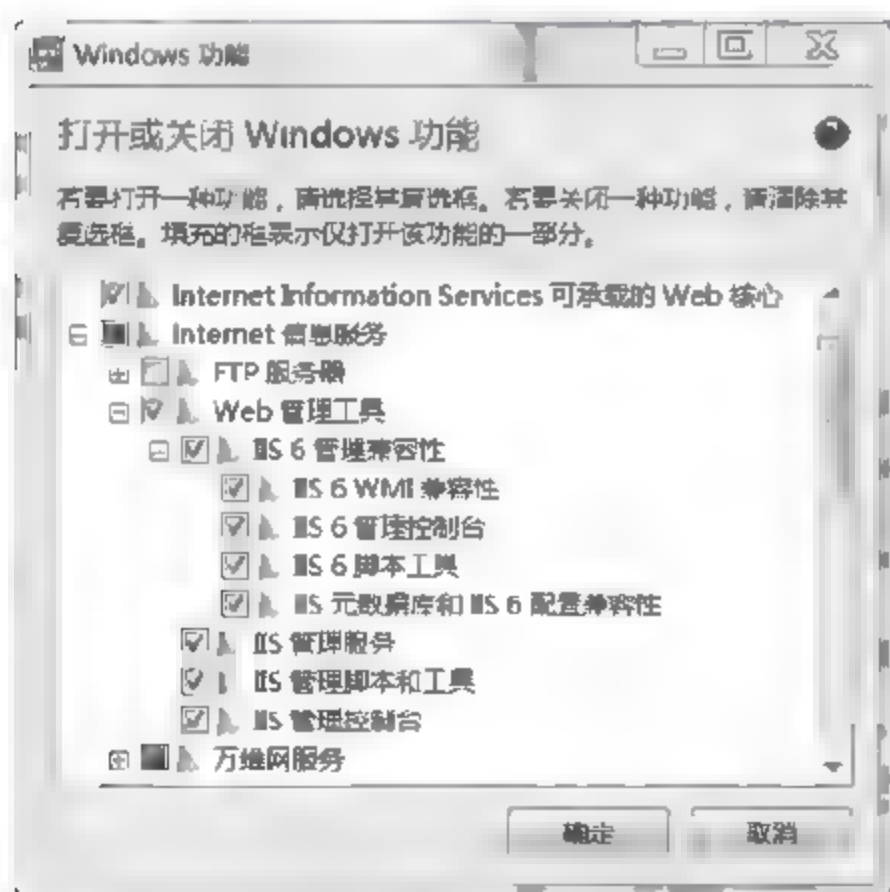 Windows 功能
打开或关闭 Windows 功能
若要打开一种功能，请选择其复选框。若要关闭一种功能，请清除其
复选框。填充的框表示仅打开该功能的一部分。
Internet Information Services 可承载的 Web 核心
Internet 信息服务
FTP 服务器
Web 管理工具
IIS 6 管理兼容性
IIS 6 WMI 兼容性
IIS 6 管理控制台
IIS 6 脚本工具
IIS 元数据库和 IIS 6 配置兼容性
IIS 管理服务
IIS 管理脚本和工具
IIS 管理控制台
万维网服务
确定
取消